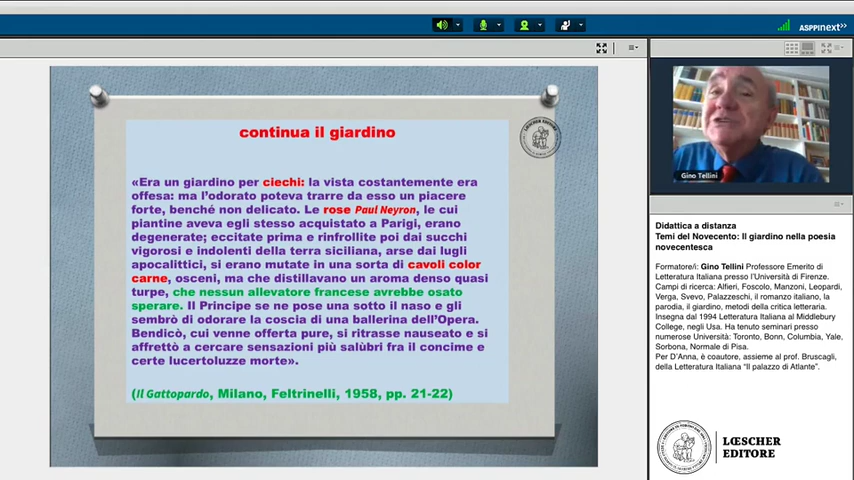 ASPPInext>>
continua il giardino
«Era un giardino per ciechi: la vista costantemente era
offesa: ma l'odorato poteva trarre da esso un piacere
forte, benché non delicato. Le rose Paul Neyron, le cui
piantine aveva egli stesso acquistato a Parigi, erano
degenerate; eccitate prima e rinfrollite poi dai succhi
vigorosi e indolenti della terra siciliana, arse dai lugli
apocalittici, si erano mutate in una sorta di cavoli color
carne, osceni, ma che distillavano un aroma denso quasi
turpe, che nessun allevatore francese avrebbe osato
sperare. Il Principe se ne pose una sotto il naso e gli
sembrò di odorare la coscia di una ballerina dell'Opera.
Bendicò, cui venne offerta pure, si ritrasse nauseato e si
affrettò a cercare sensazioni più salùbri fra il concime e
certe lucertoluzze morte».
(Il Gattopardo, Milano, Feltrinelli, 1958, pp. 21-22)
LŒSCHER EDITORE
Gino Tellini
Didattica a distanza
Temi del Novecento: Il giardino nella poesia
novecentesca
Formatore/i: Gino Tellini Professore Emerito di
Letteratura Italiana presso l'Università di Firenze.
Campi di ricerca: Alfieri, Foscolo, Manzoni, Leopardi,
Verga, Svevo, Palazzeschi, il romanzo italiano, la
parodia, il giardino, metodi della critica letteraria.
Insegna dal 1994 Letteratura Italiana al Middlebury
College, negli Usa. Ha tenuto seminari presso
numerose Università: Toronto, Bonn, Columbia, Yale,
Sorbona, Normale di Pisa.
Per D'Anna, è coautore, assieme al prof. Bruscagli,
della Letteratura Italiana "Il palazzo di Atlante".
LŒSCHER
EDITORE